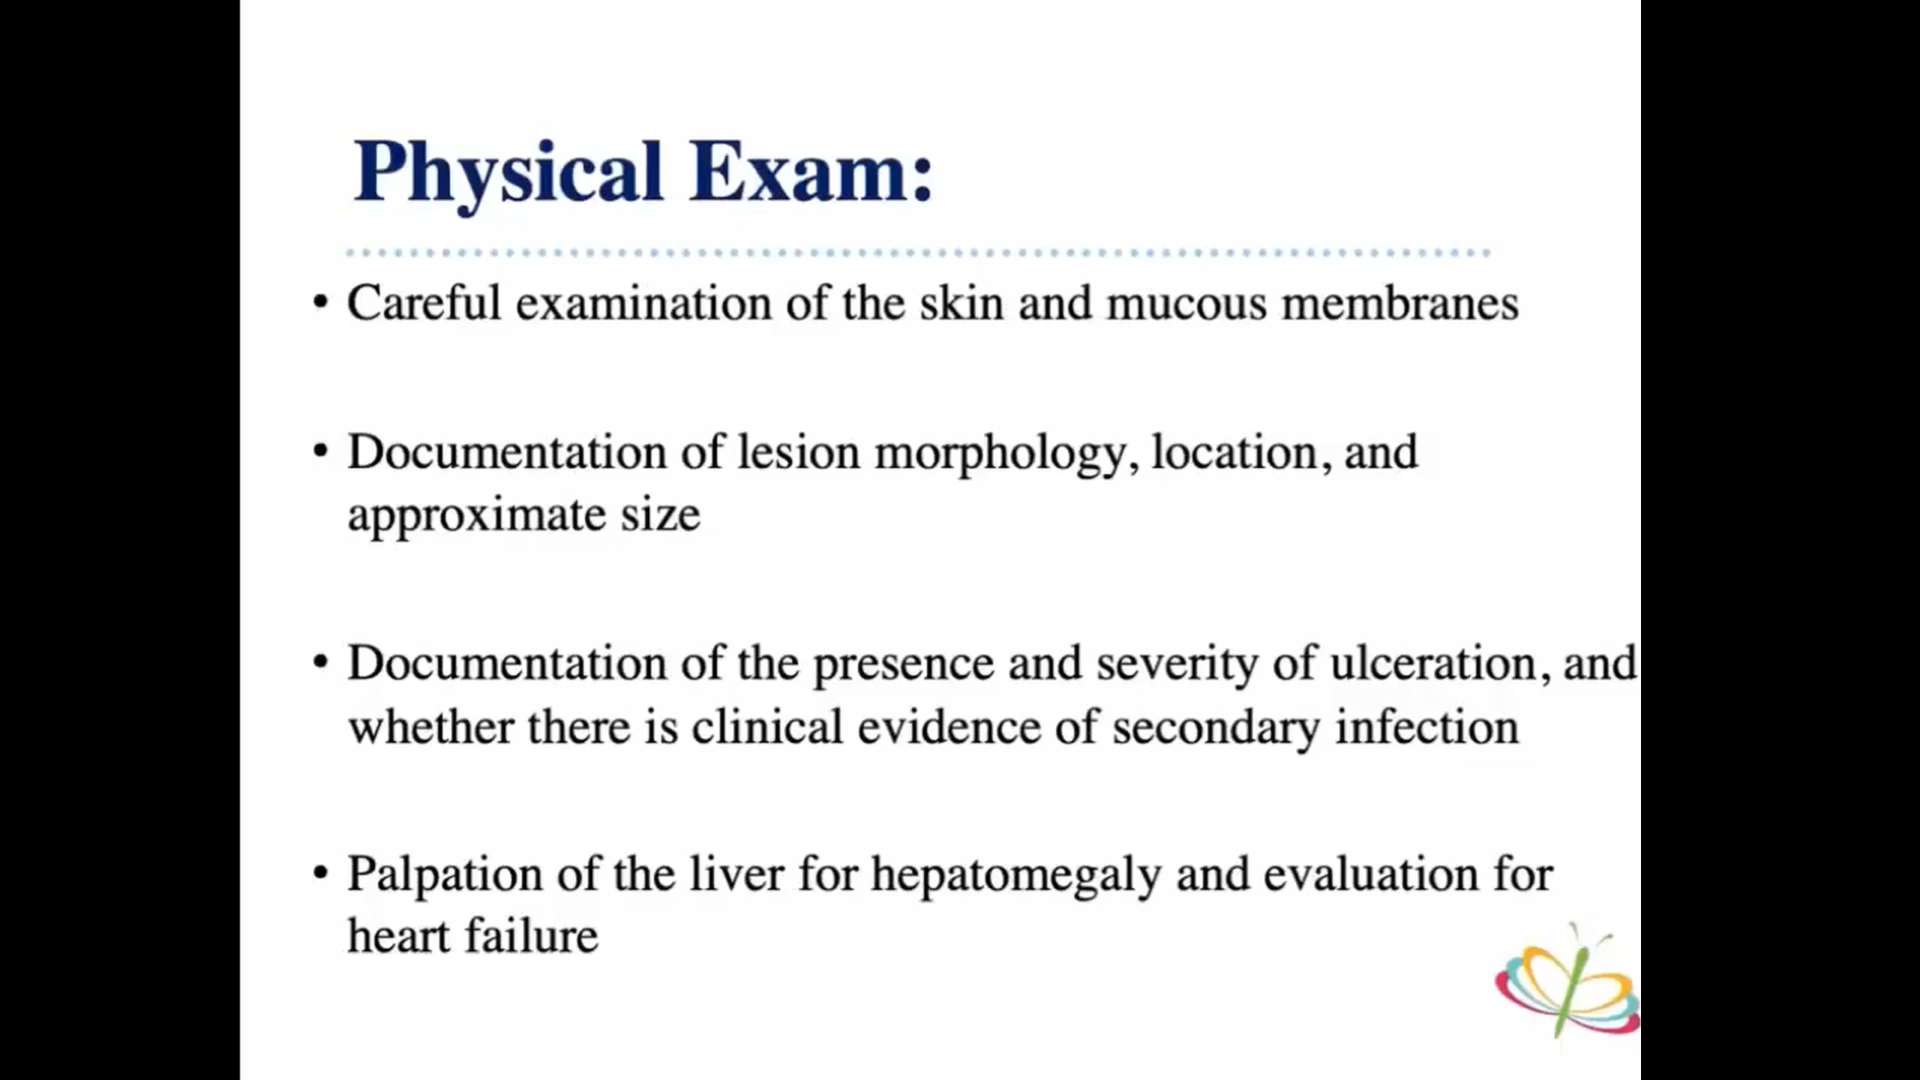 Physical Exam:
• Careful examination of the skin and mucous membranes
• Documentation of lesion morphology, location, and
approximate size
• Documentation of the presence and severity of ulceration, and
whether there is clinical evidence of secondary infection
• Palpation of the liver for hepatomegaly and evaluation for
heart failure